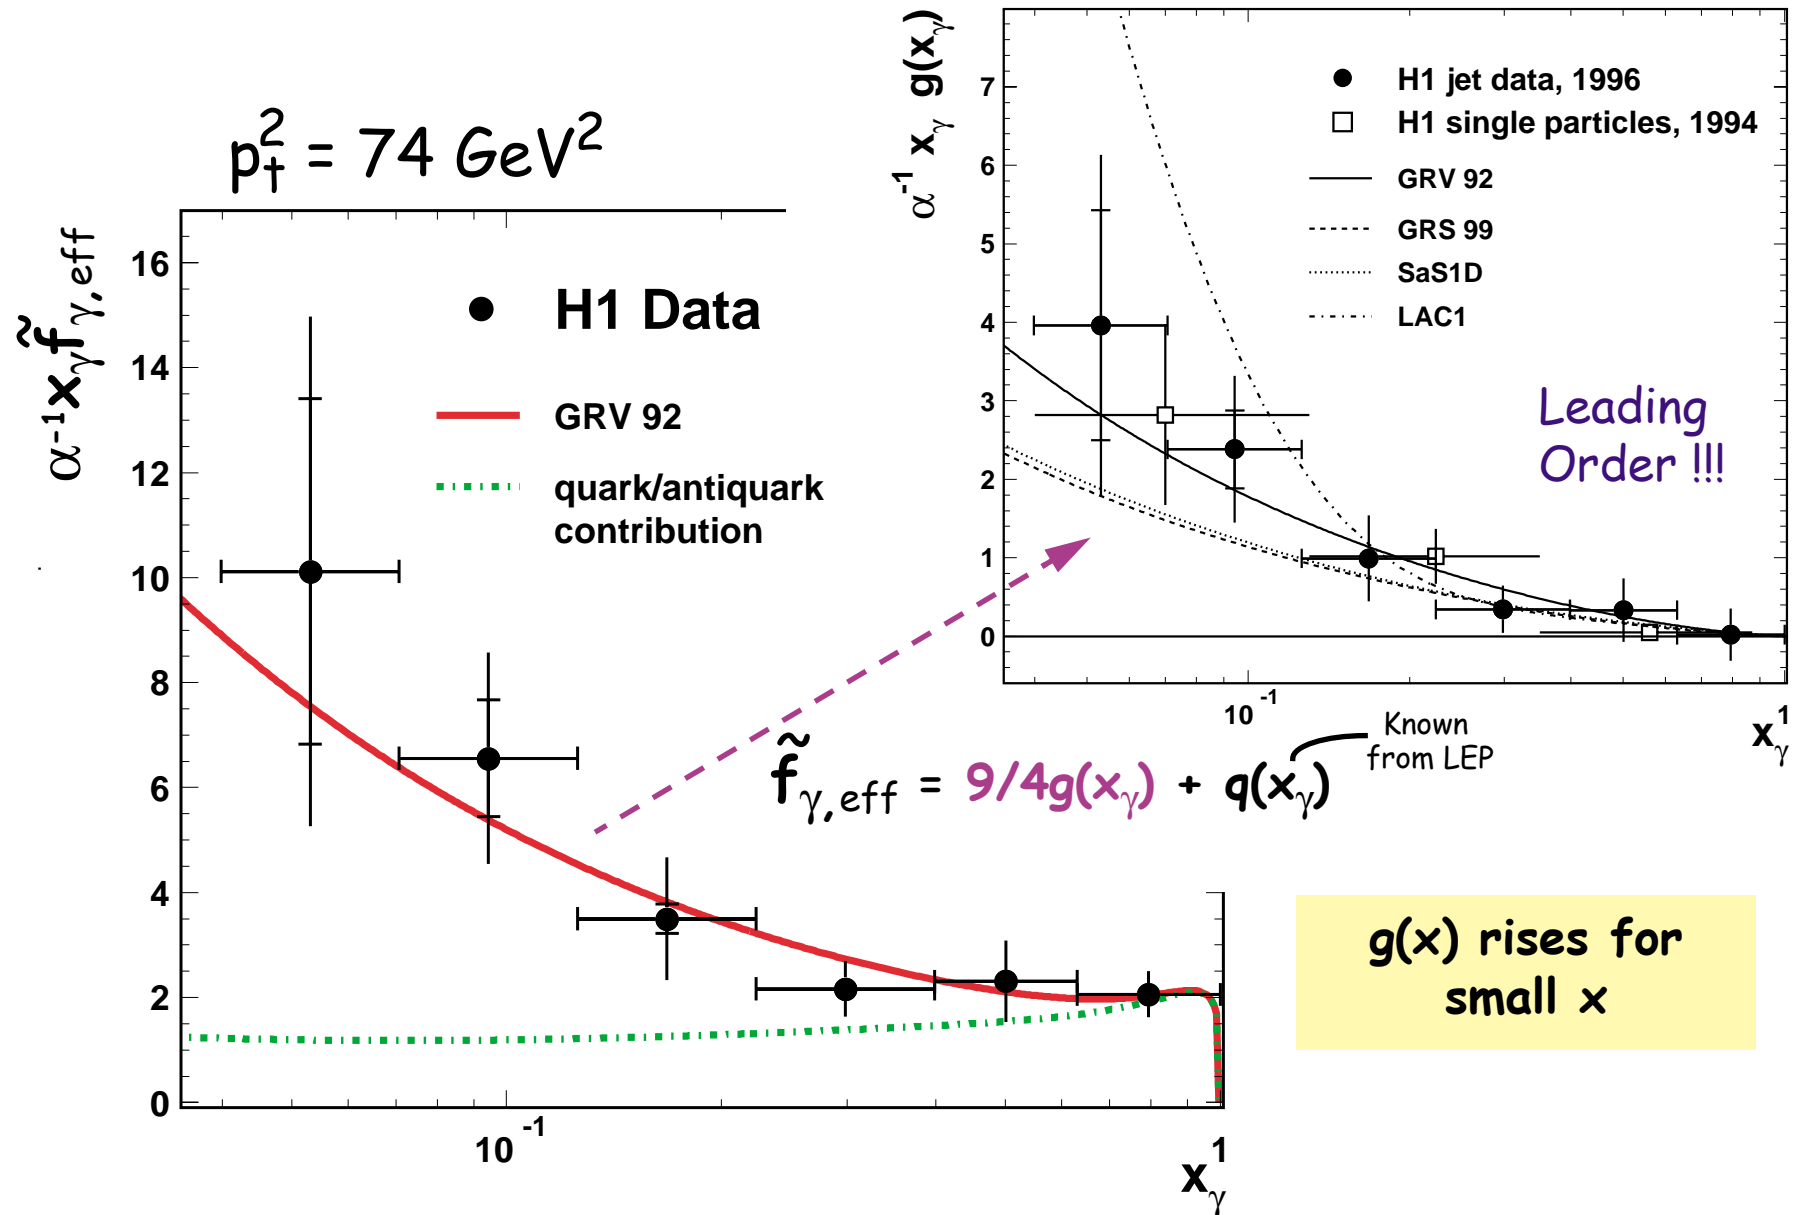 p_t^2 = 74 GeV^2
α^-1 x_γ f̃_γ,eff
16
14
12
10
8
6
4
2
0
H1 Data
GRV 92
quark/antiquark
contribution
10^-1
1
x_γ
α^-1 x_γ g(x_γ)
7
6
5
4
3
2
1
0
H1 jet data, 1996
H1 single particles, 1994
GRV 92
GRS 99
SaS1D
LAC1
Leading
Order !!!
10^-1
1
x_γ
Known
from LEP
f̃_γ,eff = 9/4g(x_γ) + q(x_γ)
g(x) rises for
small x